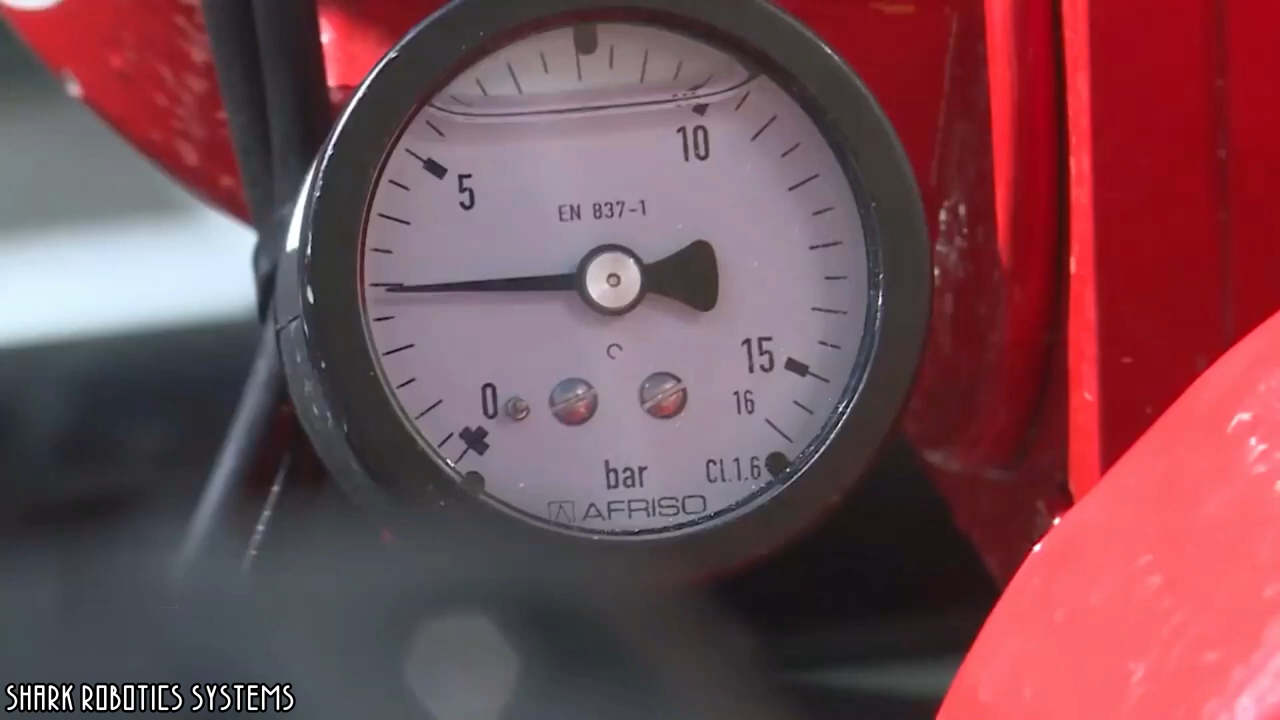 10
5
EN 837-1
15
0
16
bar
Cl.1.6
AFRISO
SHARK ROBOTICS SYSTEMS